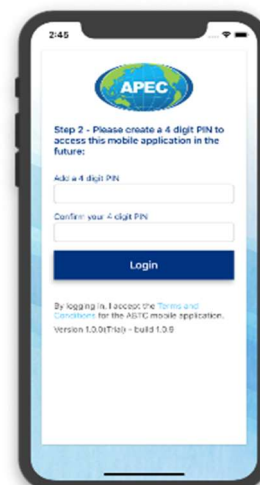 2:45
APEC
Step 2 - Please create a 4 digit PIN to
access this mobile application in the
future:
Add a 4 digit PIN
Confirm your 4 digit PIN
Login
By logging in, I accept the Terms and
Conditions for the ASTC mobile application.
Version 1.0.0(Trial) - build 1.0.9